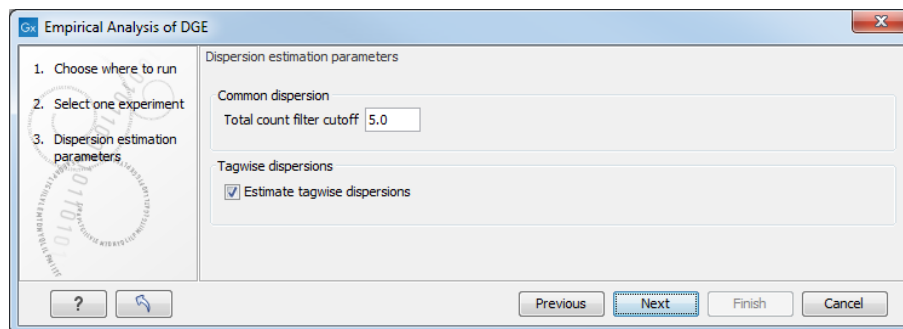 Gx Empirical Analysis of DGE
1. Choose where to run
2. Select one experiment
3. Dispersion estimation
parameters
Dispersion estimation parameters
Common dispersion
Total count filter cutoff 5.0
Tagwise dispersions
Estimate tagwise dispersions
? Previous Next Finish Cancel